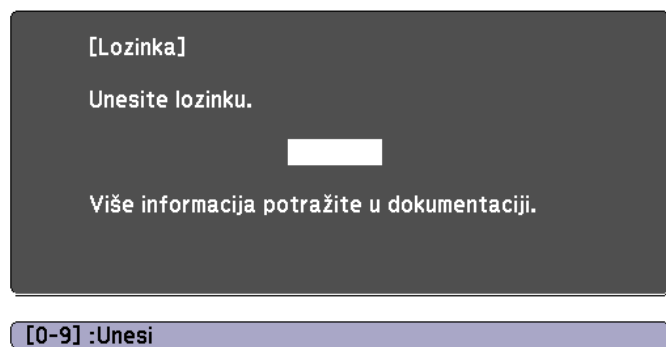 [Lozinka]
Unesite lozinku.
Više informacija potražite u dokumentaciji.
[0-9] :Unesi